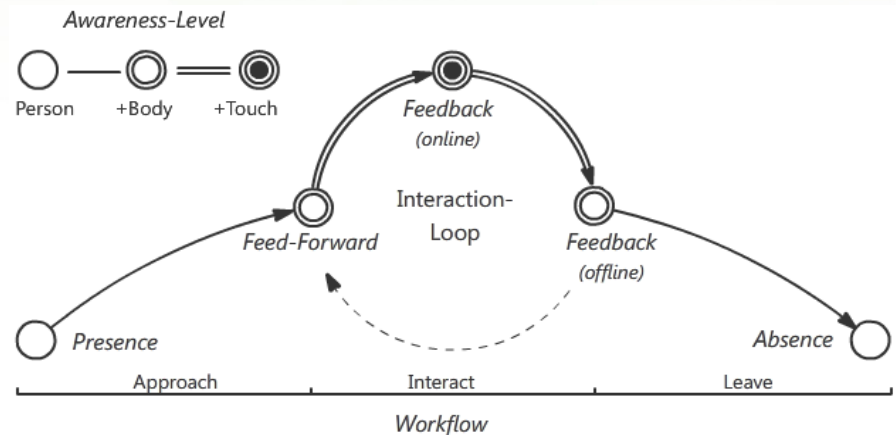 Awareness-Level
Person
+Body
+Touch
Feedback
(online)
Interaction-
Loop
Feed-Forward
Feedback
(offline)
Presence
Absence
Approach
Interact
Leave
Workflow